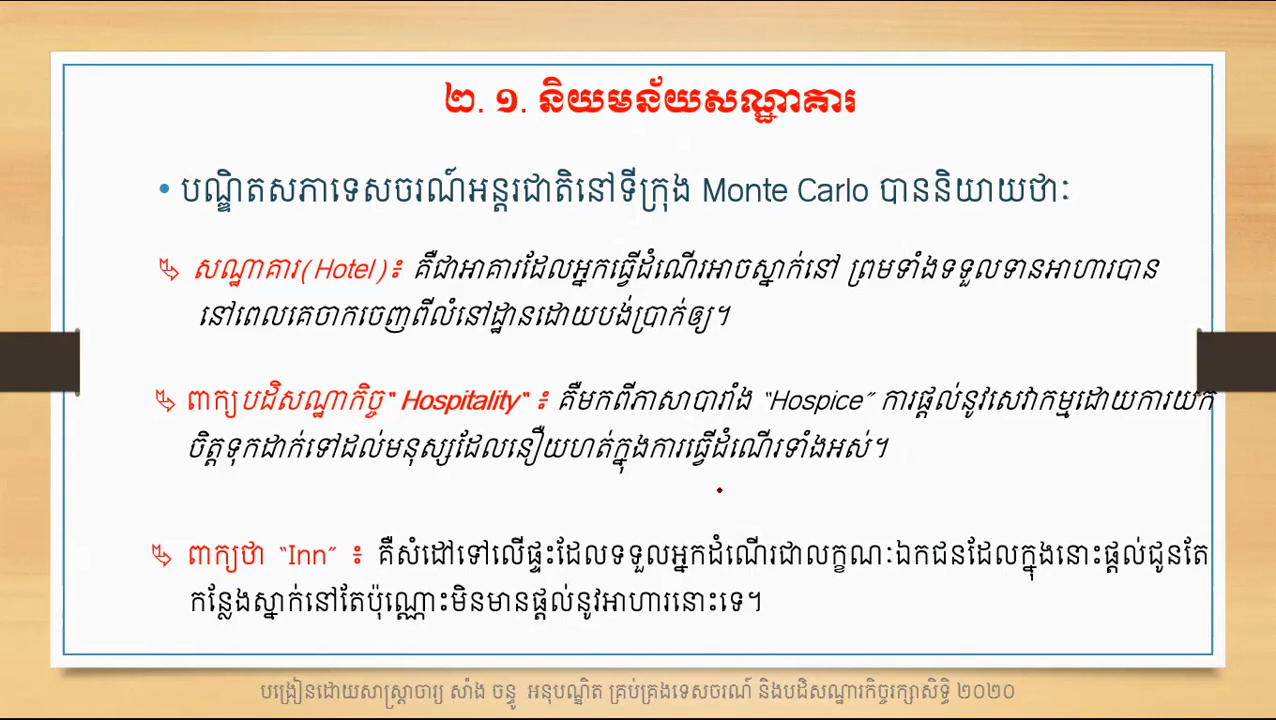 ២. ១. និយមន័យសណ្ឋាគារ
• បណ្ឌិតសភាទេសចរណ៍អន្តរជាតិនៅទីក្រុង Monte Carlo បាននិយាយថាៈ
សណ្ឋាគារ(Hotel)៖ គឺជាអាគារដែលអ្នកធ្វើដំណើរអាចស្នាក់នៅ ព្រមទាំងទទួលទានអាហារបាន
នៅពេលគេចាកចេញពីលំនៅដ្ឋានដោយបង់ប្រាក់ឲ្យ។
ពាក្យបដិសណ្ឋាកិច្ច“ Hospitality“ ៖ គឺមកពីភាសាបារាំង “Hospice” ការផ្តល់នូវសេវាកម្មដោយការយក
ចិត្តទុកដាក់ទៅដល់មនុស្សដែលនឿយហត់ក្នុងការធ្វើដំណើរទាំងអស់។
ពាក្យថា “Inn” ៖ គឺសំដៅទៅលើផ្ទះដែលទទួលអ្នកដំណើរជាលក្ខណៈឯកជនដែលក្នុងនោះផ្តល់ជូនតែ
កន្លែងស្នាក់នៅតែប៉ុណ្ណោះមិនមានផ្តល់នូវអាហារនោះទេ។
បង្រៀនដោយសាស្ត្រាចារ្យ សាំង ចន្ធូ អនុបណ្ឌិត គ្រប់គ្រងទេសចរណ៍ និងបដិសណ្ឋារកិច្ចរក្សាសិទ្ធិ ២០២០